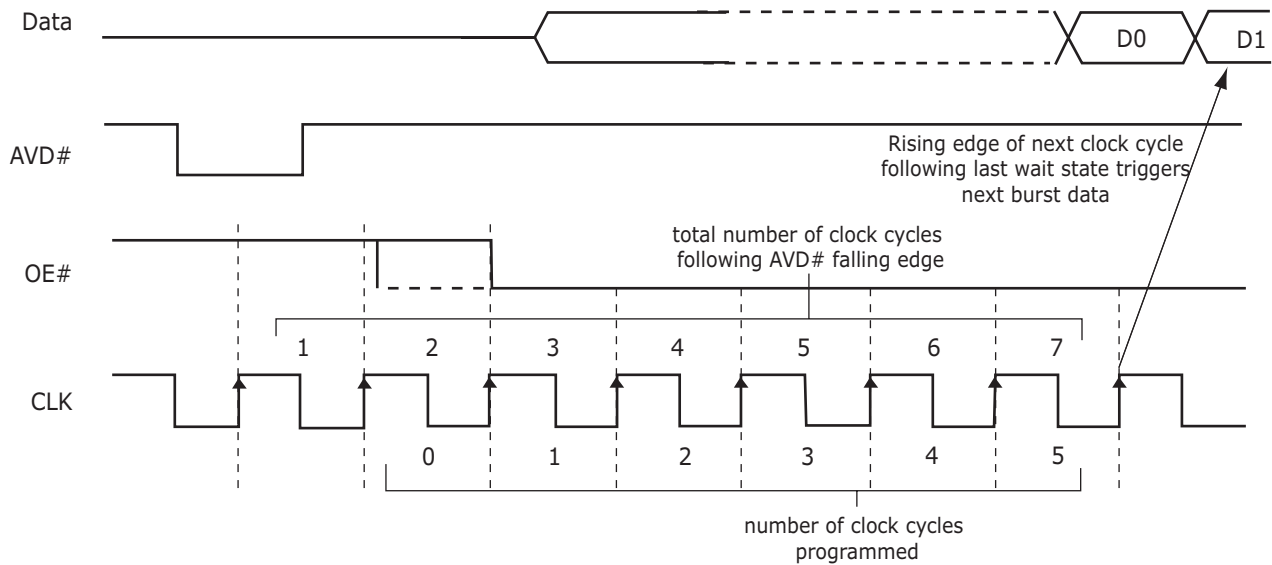 Data
D0
D1
AVD#
Rising edge of next clock cycle
following last wait state triggers
next burst data
total number of clock cycles
following AVD# falling edge
OE#
1 2 3 4 5 6 7
CLK
0 1 2 3 4 5
number of clock cycles
programmed